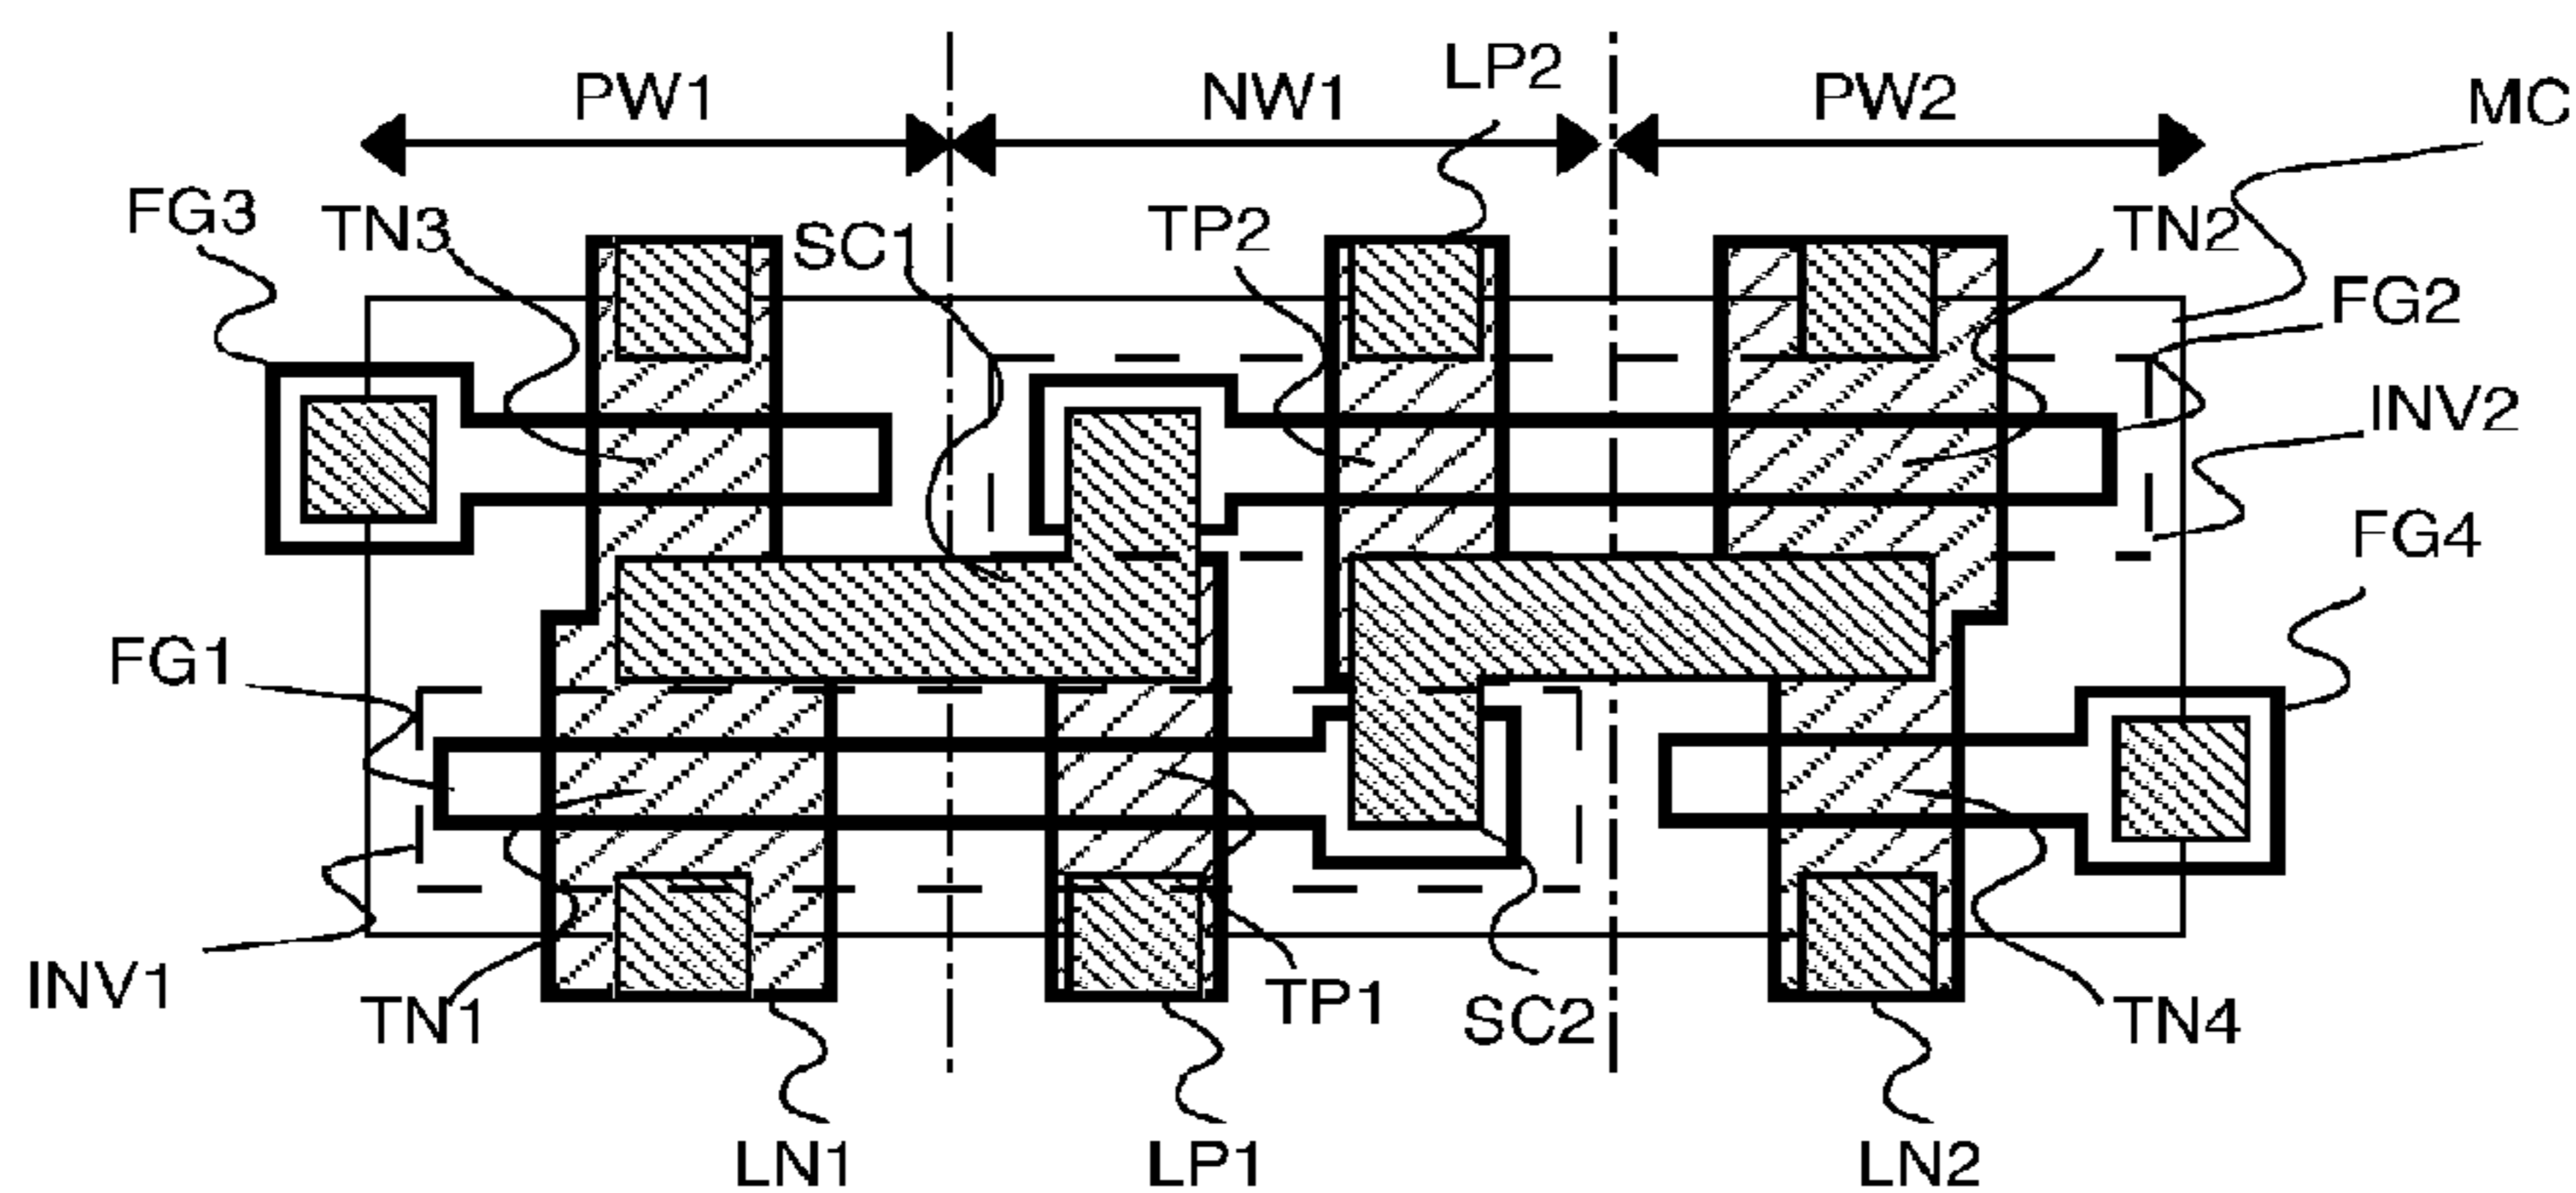 LP2
PW1
NW1
PW2
MC
FG3
TN3
SC1
TP2
TN2
FG2
INV2
FG4
FG1
INV1
TN1
TP1
SC2
TN4
LN1
LP1
LN2